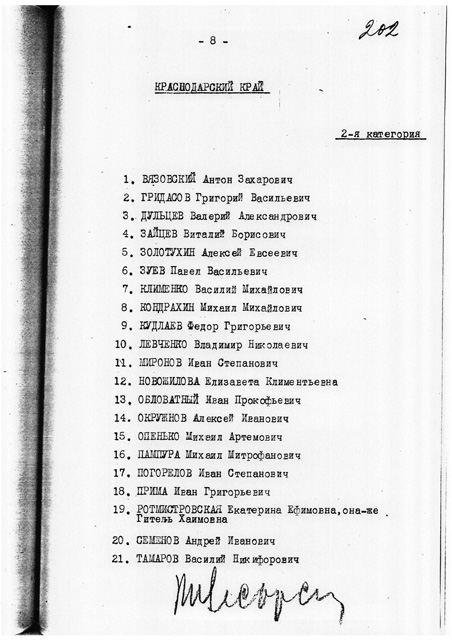 202
- 8 -
КРАСНОДАРСКИЙ КРАЙ
2-я категория
1. ВЯЗОВСКИЙ Антон Захарович
2. ГРИДАСОВ Григорий Васильевич
3. ДУЛЬЦЕВ Валерий Александрович
4. ЗАЙЦЕВ Виталий Борисович
5. ЗОЛОТУХИН Алексей Евсеевич
6. ЗУЕВ Павел Васильевич
7. КЛИМЕНКО Василий Михайлович
8. КОНДРАХИН Михаил Михайлович
9. КУДЛАЕВ Федор Григорьевич
10. ЛЕВЧЕНКО Владимир Николаевич
11. МИРОНОВ Иван Степанович
12. НОВОЖИЛОВА Елизавета Климентьевна
13. ОБЛОВАТНЫЙ Иван Прокофьевич
14. ОКРУЖНОВ Алексей Иванович
15. ОПЕНЬКО Михаил Артемович
16. ПАМПУРА Михаил Митрофанович
17. ПОГОРЕЛОВ Иван Степанович
18. ПРИМА Иван Григорьевич
19. РОТМИСТРОВСКАЯ Екатерина Ефимовна,она-же
Гитель Хаимовна
20. СЕМЕНОВ Андрей Иванович
21. ТАМАРОВ Василий Никифорович